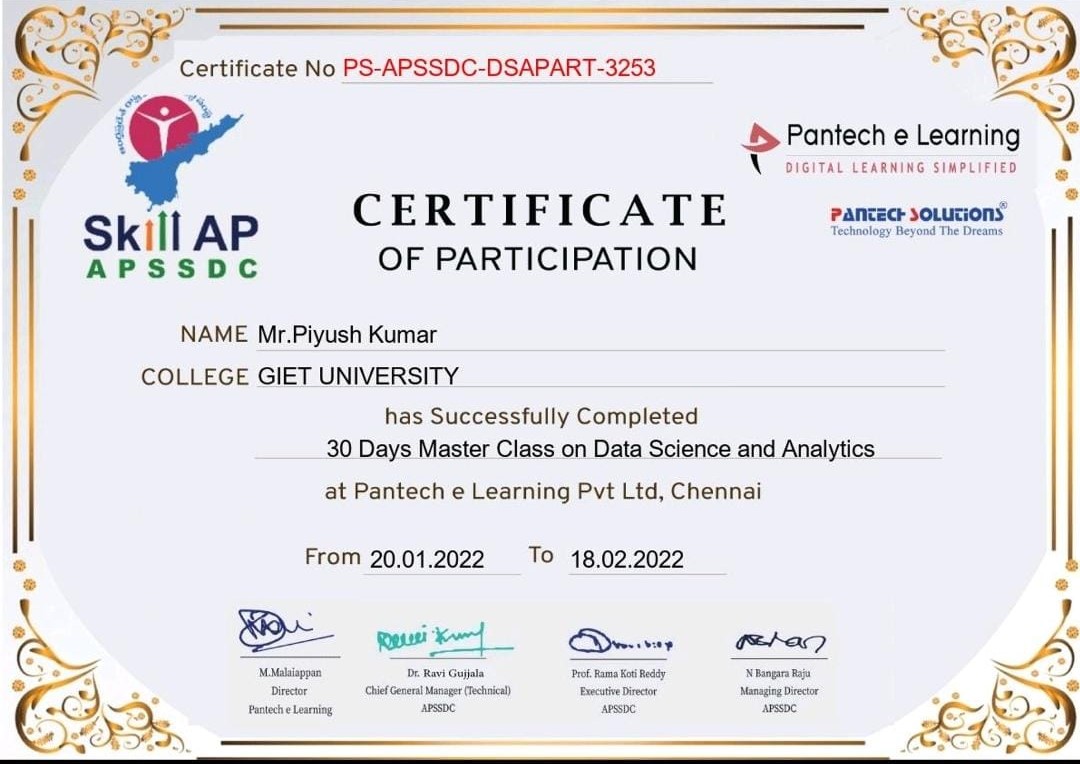 Certificate No PS-APSSDC-DSAPART-3253
Skill AP
APSSDC
Pantech e Learning
DIGITAL LEARNING SIMPLIFIED
PANTECH SOLUTIONS®
Technology Beyond The Dreams
CERTIFICATE
OF PARTICIPATION
NAME Mr.Piyush Kumar
COLLEGE GIET UNIVERSITY
has Successfully Completed
30 Days Master Class on Data Science and Analytics
at Pantech e Learning Pvt Ltd, Chennai
From 20.01.2022 To 18.02.2022
M.Malaiappan
Director
Pantech e Learning
Dr. Ravi Gujjala
Chief General Manager (Technical)
APSSDC
Prof. Rama Koti Reddy
Executive Director
APSSDC
N Bangara Raju
Managing Director
APSSDC